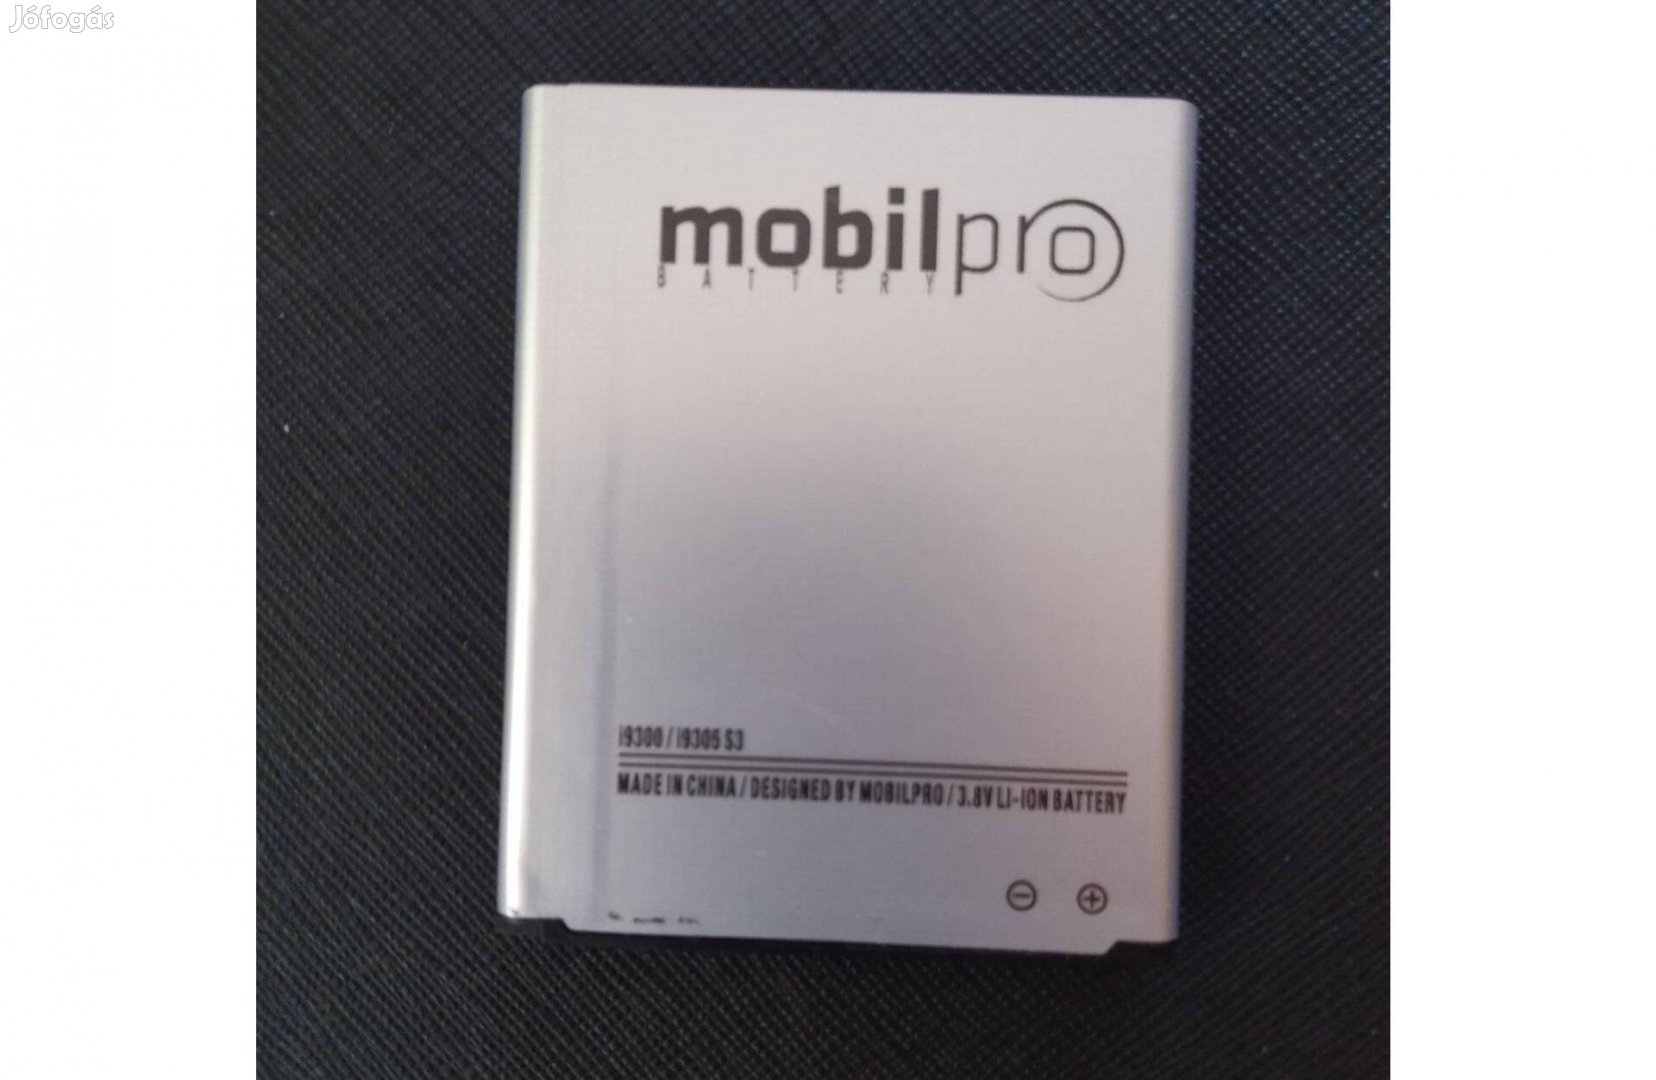 Jófogás
mobilpro
BATTERY
i9300 / i9305 S3
MADE IN CHINA / DESIGNED BY MOBILPRO / 3.8V LI-ION BATTERY